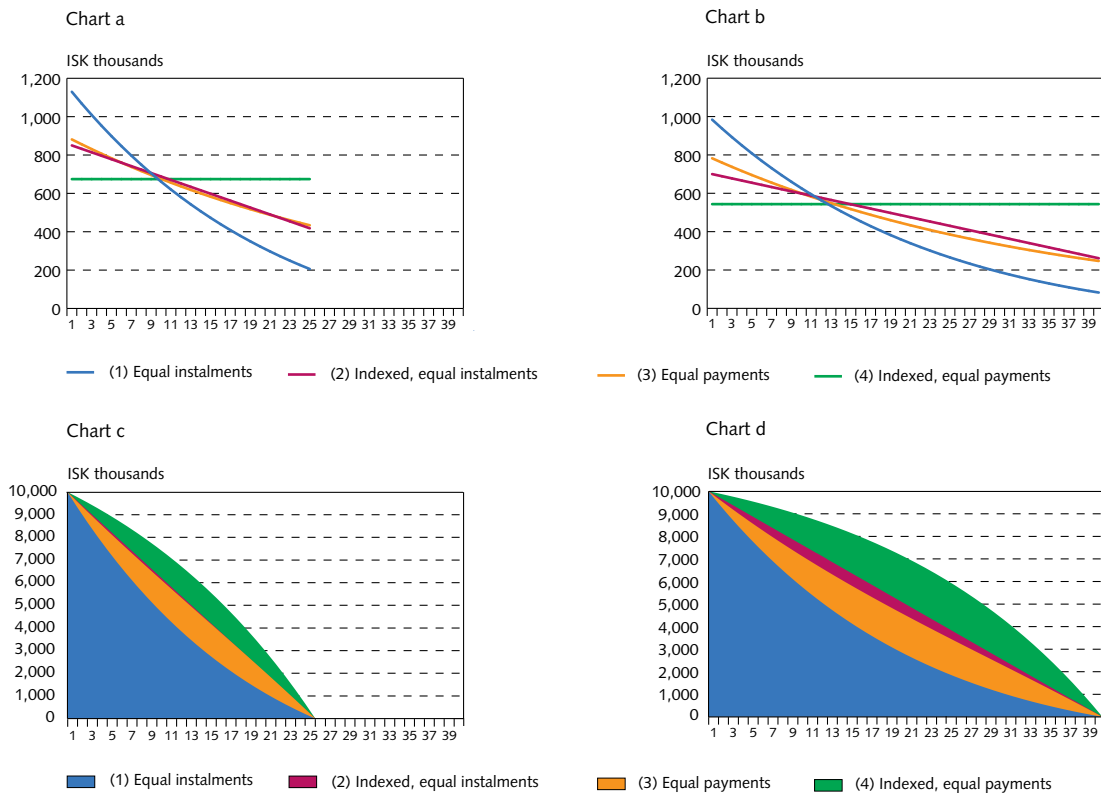 Chart a
ISK thousands
1,200
1,000
800
600
400
200
0
1 3 5 7 9 11 13 15 17 19 21 23 25 27 29 31 33 35 37 39
Chart b
ISK thousands
1,200
1,000
800
600
400
200
0
1 3 5 7 9 11 13 15 17 19 21 23 25 27 29 31 33 35 37 39
(1) Equal instalments (2) Indexed, equal instalments (3) Equal payments (4) Indexed, equal payments
Chart c
ISK thousands
10,000
9,000
8,000
7,000
6,000
5,000
4,000
3,000
2,000
1,000
0
1 3 5 7 9 11 13 15 17 19 21 23 25 27 29 31 33 35 37 39
Chart d
ISK thousands
10,000
9,000
8,000
7,000
6,000
5,000
4,000
3,000
2,000
1,000
0
1 3 5 7 9 11 13 15 17 19 21 23 25 27 29 31 33 35 37 39
(1) Equal instalments (2) Indexed, equal instalments (3) Equal payments (4) Indexed, equal payments